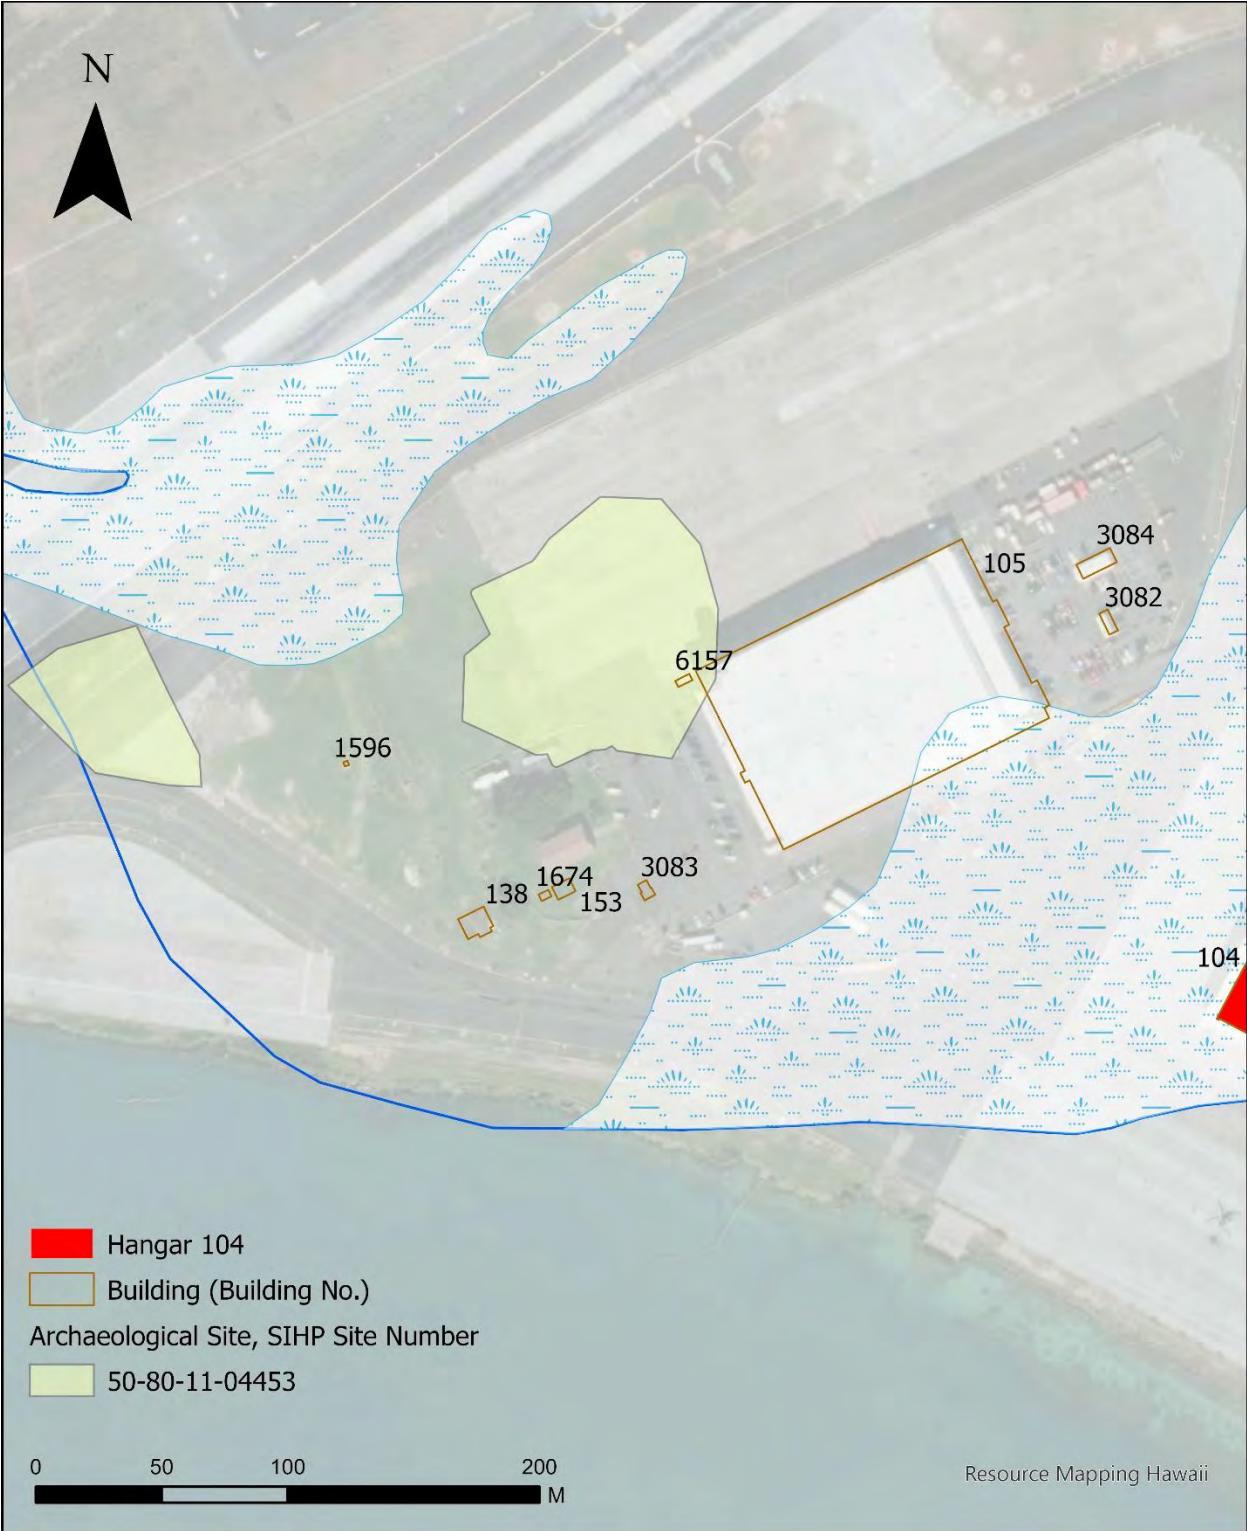 N
3084
105
3082
6157
1596
3083
1674
138
153
104
Hangar 104
Building (Building No.)
Archaeological Site, SIHP Site Number
50-80-11-04453
0 50 100 200
M
Resource Mapping Hawaii